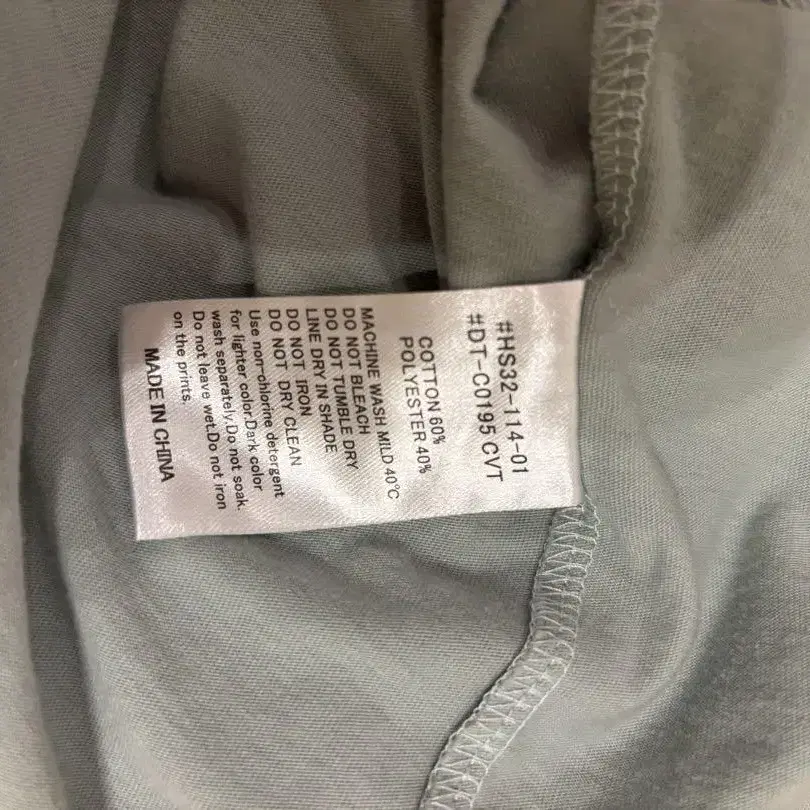 #HS32-114-01
#DT-C0195 CVT
COTTON 60%
POLYESTER 40%
MACHINE WASH MILD 40°C
DO NOT BLEACH
DO NOT TUMBLE DRY
LINE DRY IN SHADE
DO NOT IRON
DO NOT DRY CLEAN
Use non-chlorine detergent
for lighter color.Dark color
wash separately.Do not soak.
Do not leave wet.Do not iron
on the prints.
MADE IN CHINA